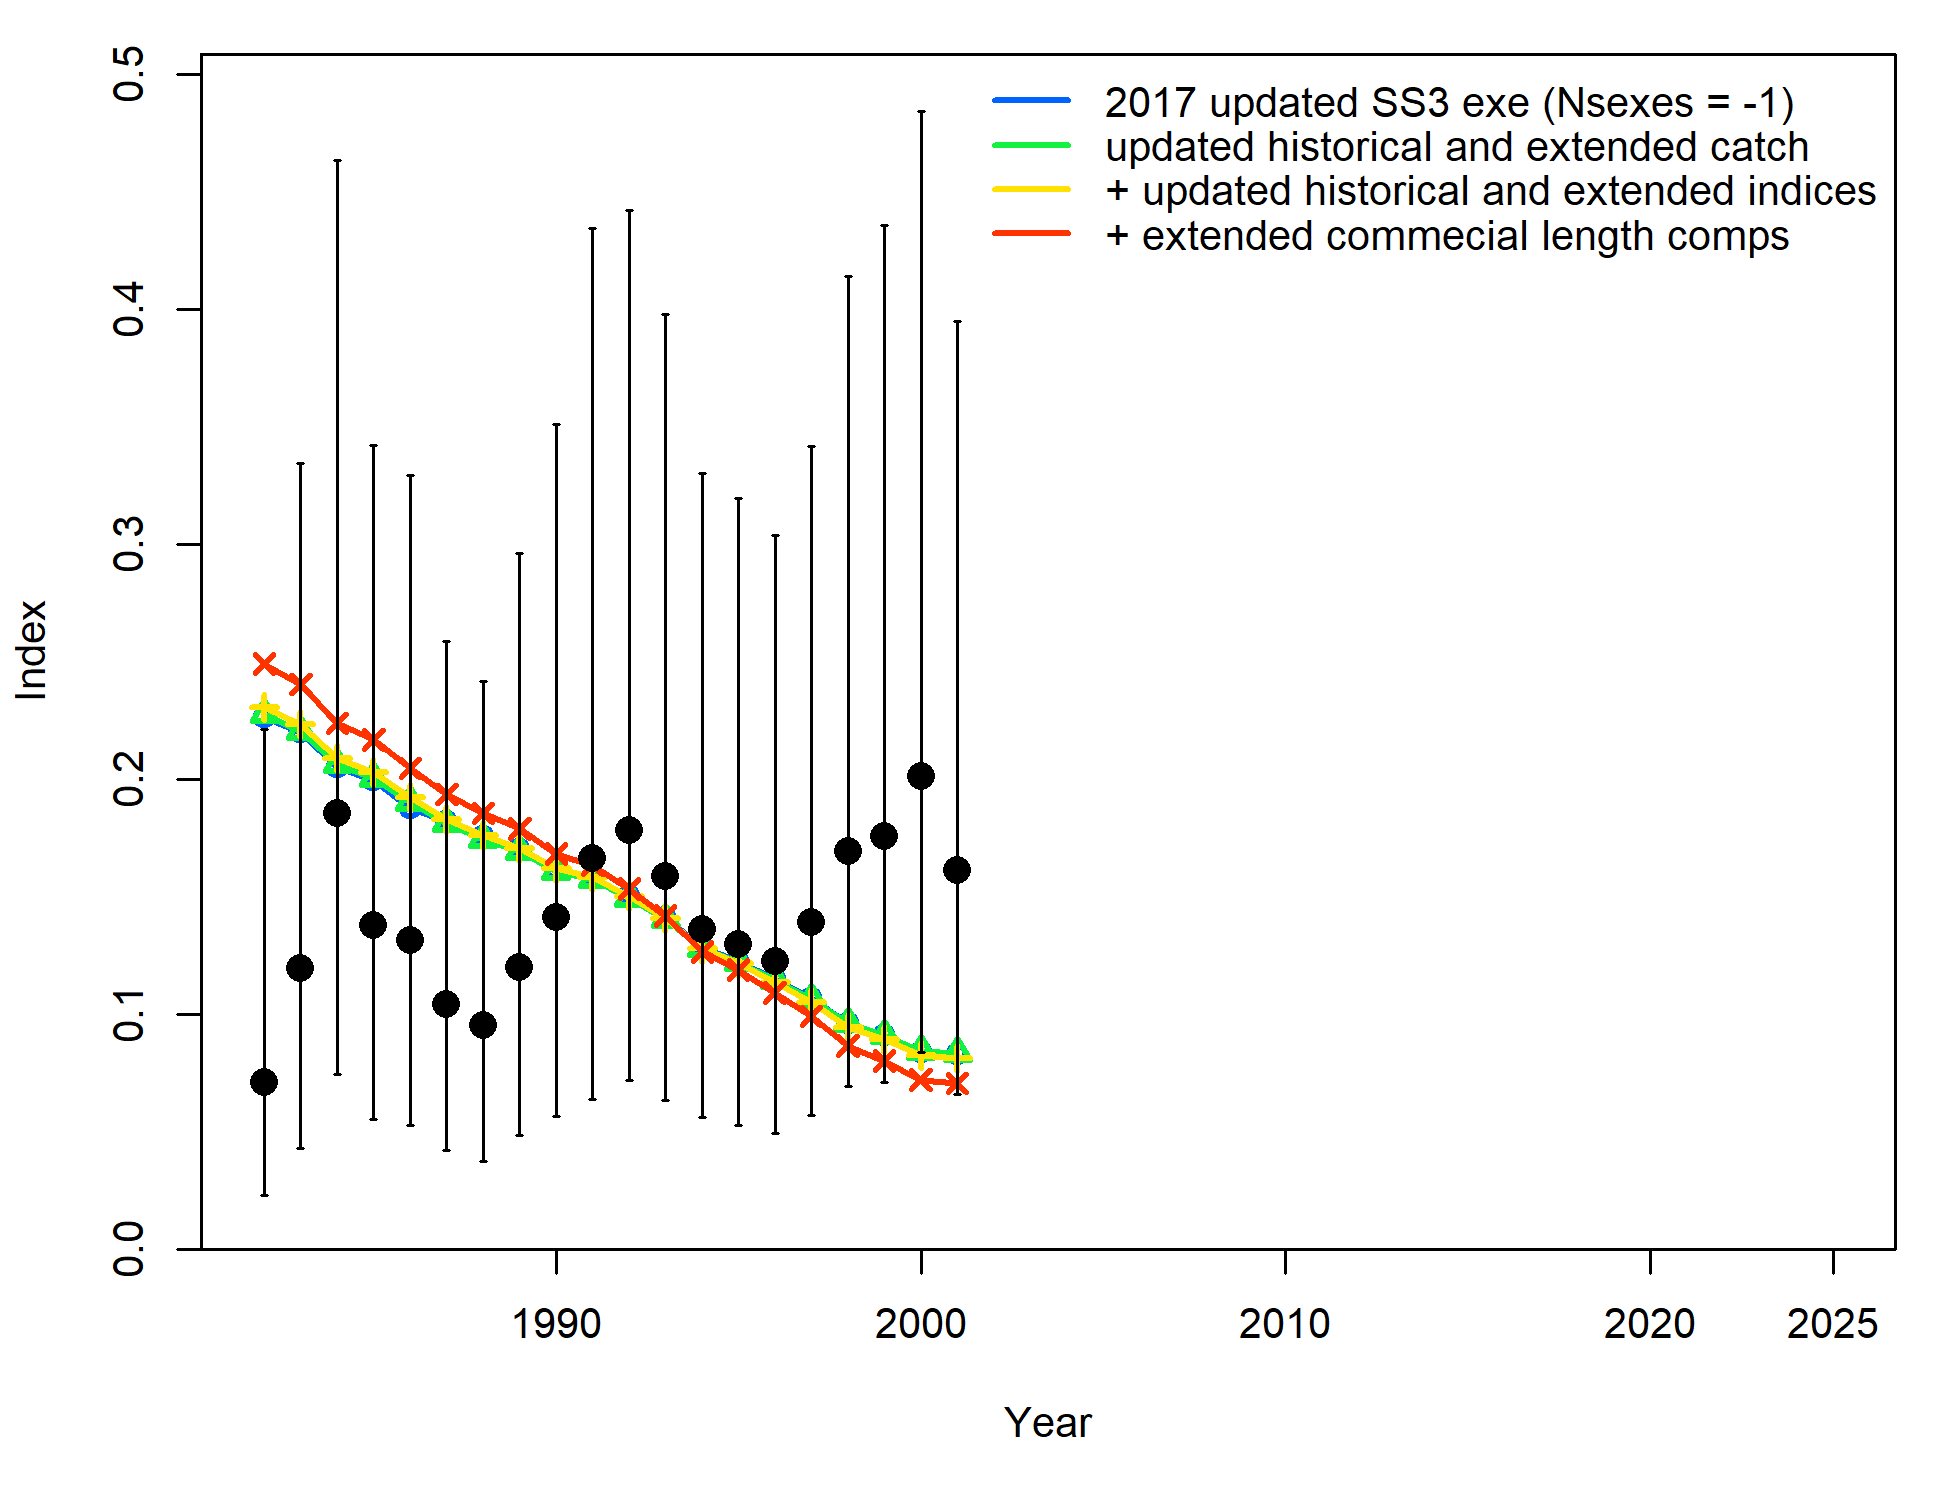 2017 updated SS3 exe (Nsexes = -1)
updated historical and extended catch
+ updated historical and extended indices
+ extended commecial length comps
0.5
0.4
0.3
0.2
0.1
0.0
Index
1990 2000 2010 2020 2025
Year